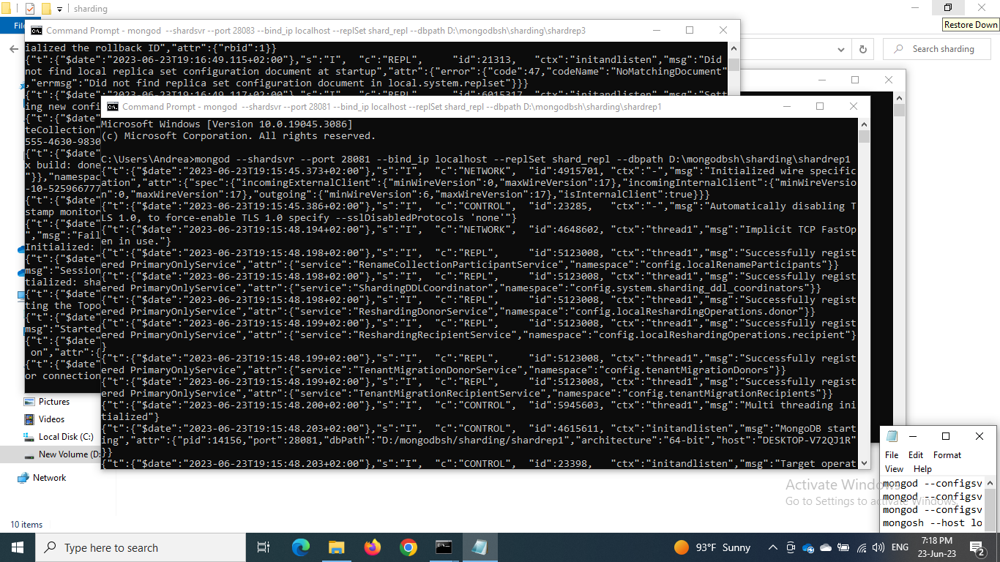 sharding
File
Restore Down
Command Prompt - mongod  --shardsvr --port 28083 --bind_ip localhost --replSet shard_repl --dbpath D:\mongodbsh\sharding\shardrep3
Search sharding
ialized the rollback ID","attr":{"rbid":1}}
{"t":{"$date":"2023-06-23T19:16:49.115+02:00"},"s":"I",  "c":"REPL",     "id":21313,   "ctx":"initandlisten","msg":"Did
not find local replica set configuration document at startup","attr":{"error":{"code":47,"codeName":"NoMatchingDocument"
,"errmsg":"Did not find replica set configuration document in local.system.replset"}}}
{"t":{"$date":"2023-06-23T19:16:49.117+02:00"},"s":"I",  "c":"REPL",     "id":6015317, "ctx":"initandlisten","msg":"Sett
ing new confi
{"t":{"$date"
teCollection"
555-4630-9830
{"t":{"$date"
x build: done
"}},"namespac
-10-525966777
{"t":{"$date"
stamp monitor
{"t":{"$date"
","msg":"Fail
Initialized:
{"t":{"$date"
msg":"Session
tialized: sha
{"t":{"$date"
ting the Topo
{"t":{"$date"
msg":"Started
{"t":{"$date"
on","attr":{
{"t":{"$date"
or connection
Command Prompt - mongod  --shardsvr --port 28081 --bind_ip localhost --replSet shard_repl --dbpath D:\mongodbsh\sharding\shardrep1
Microsoft Windows [Version 10.0.19045.3086]
(c) Microsoft Corporation. All rights reserved.
C:\Users\Andrea>mongod --shardsvr --port 28081 --bind_ip localhost --replSet shard_repl --dbpath D:\mongodbsh\sharding\shardrep1
{"t":{"$date":"2023-06-23T19:15:45.373+02:00"},"s":"I",  "c":"NETWORK",  "id":4915701, "ctx":"-","msg":"Initialized wire specific
ation","attr":{"spec":{"incomingExternalClient":{"minWireVersion":0,"maxWireVersion":17},"incomingInternalClient":{"minWireVersio
n":0,"maxWireVersion":17},"outgoing":{"minWireVersion":6,"maxWireVersion":17},"isInternalClient":true}}}
{"t":{"$date":"2023-06-23T19:15:45.386+02:00"},"s":"I",  "c":"CONTROL",  "id":23285,   "ctx":"-","msg":"Automatically disabling T
LS 1.0, to force-enable TLS 1.0 specify --sslDisabledProtocols 'none'"}
{"t":{"$date":"2023-06-23T19:15:48.194+02:00"},"s":"I",  "c":"NETWORK",  "id":4648602, "ctx":"thread1","msg":"Implicit TCP FastOp
en in use."}
{"t":{"$date":"2023-06-23T19:15:48.198+02:00"},"s":"I",  "c":"REPL",     "id":5123008, "ctx":"thread1","msg":"Successfully regist
ered PrimaryOnlyService","attr":{"service":"RenameCollectionParticipantService","namespace":"config.localRenameParticipants"}}
{"t":{"$date":"2023-06-23T19:15:48.198+02:00"},"s":"I",  "c":"REPL",     "id":5123008, "ctx":"thread1","msg":"Successfully regist
ered PrimaryOnlyService","attr":{"service":"ShardingDDLCoordinator","namespace":"config.system.sharding_ddl_coordinators"}}
{"t":{"$date":"2023-06-23T19:15:48.198+02:00"},"s":"I",  "c":"REPL",     "id":5123008, "ctx":"thread1","msg":"Successfully regist
ered PrimaryOnlyService","attr":{"service":"ReshardingDonorService","namespace":"config.localReshardingOperations.donor"}}
{"t":{"$date":"2023-06-23T19:15:48.199+02:00"},"s":"I",  "c":"REPL",     "id":5123008, "ctx":"thread1","msg":"Successfully regist
ered PrimaryOnlyService","attr":{"service":"ReshardingRecipientService","namespace":"config.localReshardingOperations.recipient"}
}
{"t":{"$date":"2023-06-23T19:15:48.199+02:00"},"s":"I",  "c":"REPL",     "id":5123008, "ctx":"thread1","msg":"Successfully regist
ered PrimaryOnlyService","attr":{"service":"TenantMigrationDonorService","namespace":"config.tenantMigrationDonors"}}
{"t":{"$date":"2023-06-23T19:15:48.199+02:00"},"s":"I",  "c":"REPL",     "id":5123008, "ctx":"thread1","msg":"Successfully regist
ered PrimaryOnlyService","attr":{"service":"TenantMigrationRecipientService","namespace":"config.tenantMigrationRecipients"}}
{"t":{"$date":"2023-06-23T19:15:48.200+02:00"},"s":"I",  "c":"CONTROL",  "id":5945603, "ctx":"thread1","msg":"Multi threading ini
tialized"}
{"t":{"$date":"2023-06-23T19:15:48.203+02:00"},"s":"I",  "c":"CONTROL",  "id":4615611, "ctx":"initandlisten","msg":"MongoDB start
ing","attr":{"pid":14156,"port":28081,"dbPath":"D:/mongodbsh/sharding/shardrep1","architecture":"64-bit","host":"DESKTOP-V72QJ1R"
}}
{"t":{"$date":"2023-06-23T19:15:48.203+02:00"},"s":"I",  "c":"CONTROL",  "id":23398,   "ctx":"initandlisten","msg":"Target operat
Pictures
Videos
Local Disk (C:)
New Volume (D:
Network
10 items
Activate Windows
Go to Settings to activate Windows.
File Edit Format
View Help
mongod --configsv
mongod --configsv
mongod --configsv
mongosh --host lo
Type here to search
93°F Sunny
ENG
7:18 PM
23-Jun-23
2